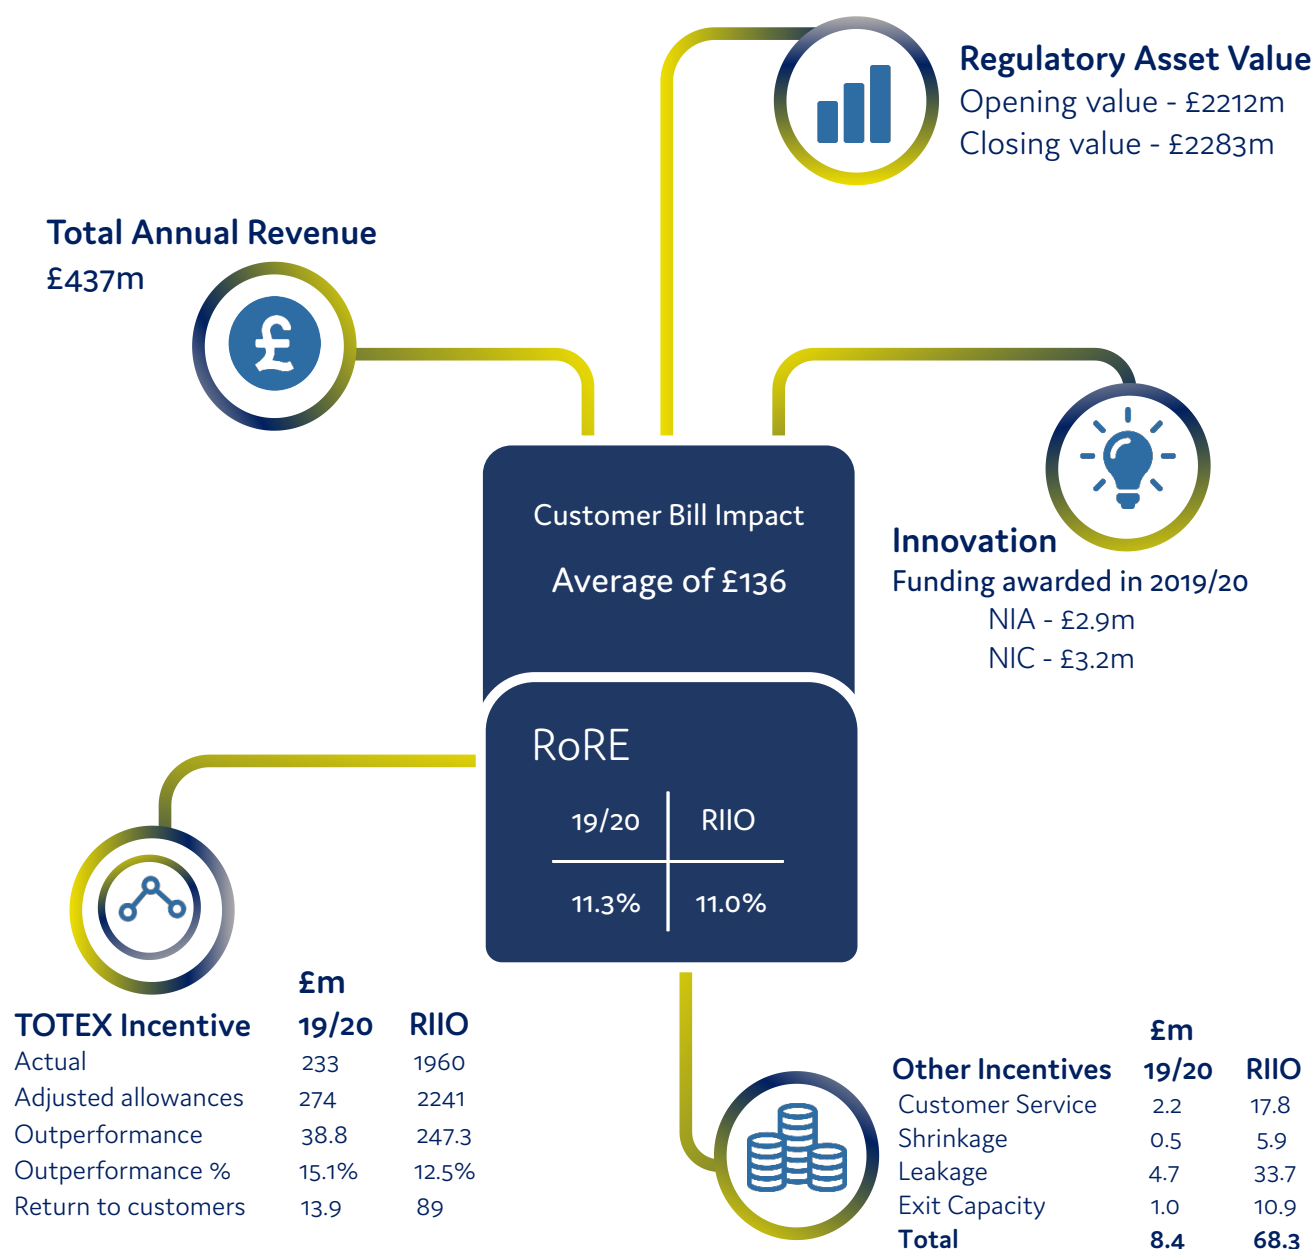 Regulatory Asset Value
Opening value - £2212m
Closing value - £2283m
Total Annual Revenue
£437m
£
Customer Bill Impact
Average of £136
Innovation
Funding awarded in 2019/20
NIA - £2.9m
NIC - £3.2m
RoRE
19/20 RIIO
11.3% 11.0%
£m
TOTEX Incentive 19/20 RIIO
Actual 233 1960
Adjusted allowances 274 2241
Outperformance 38.8 247.3
Outperformance % 15.1% 12.5%
Return to customers 13.9 89
£m
Other Incentives 19/20 RIIO
Customer Service 2.2 17.8
Shrinkage 0.5 5.9
Leakage 4.7 33.7
Exit Capacity 1.0 10.9
Total 8.4 68.3